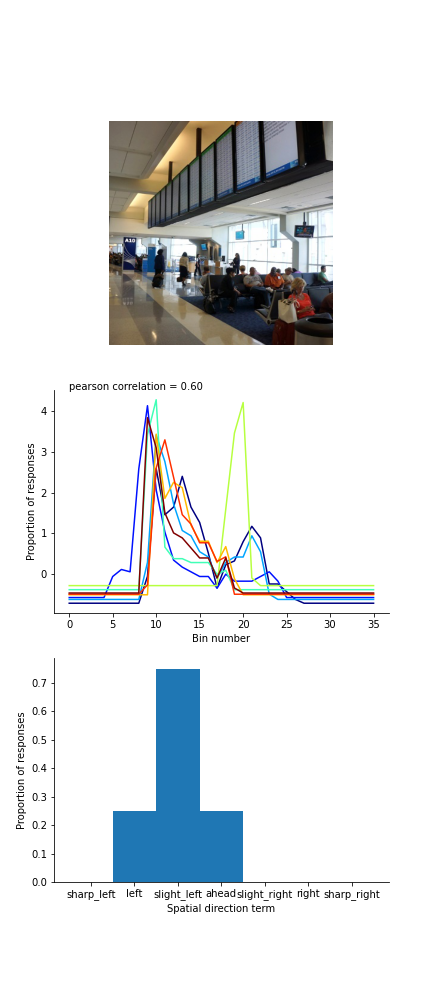 A10
pearson correlation = 0.60
Proportion of responses
4
3
2
1
0
0 5 10 15 20 25 30 35
Bin number
Proportion of responses
0.7
0.6
0.5
0.4
0.3
0.2
0.1
0.0
sharp_left left slight_left ahead slight_right right sharp_right
Spatial direction term